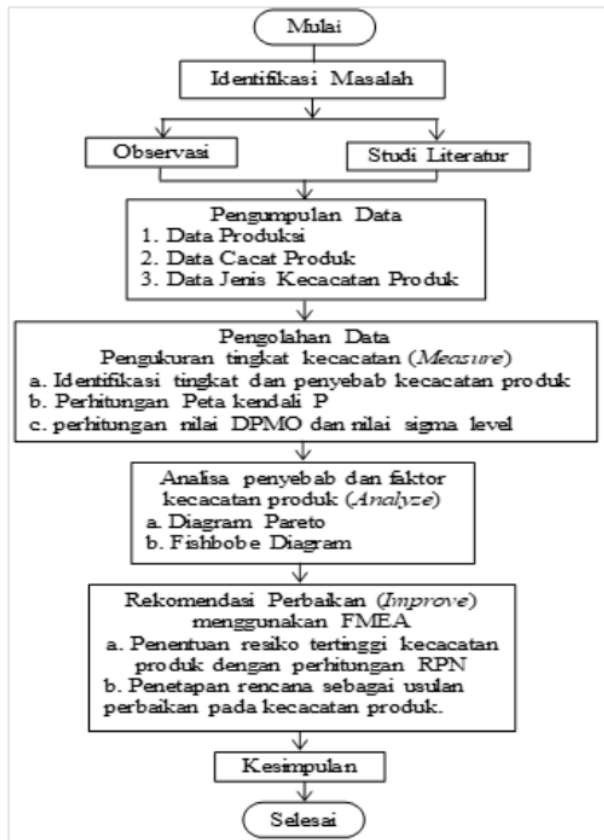 Mulai
Identifikasi Masalah
Observasi
Studi Literatur
Pengumpulan Data
1. Data Produksi
2. Data Cacat Produk
3. Data Jenis Kecacatan Produk
Pengolahan Data
Pengukuran tingkat kecacatan (Measure)
a. Identifikasi tingkat dan penyebab kecacatan produk
b. Perhitungan Peta kendali P
c. perhitungan nilai DPMO dan nilai sigma level
Analisa penyebab dan faktor
kecacatan produk (Analyze)
a. Diagram Pareto
b. Fishbobe Diagram
Rekomendasi Perbaikan (Improve)
menggunakan FMEA
a. Penentuan resiko tertinggi kecacatan
produk dengan perhitungan RPN
b. Penetapan rencana sebagai usulan
perbaikan pada kecacatan produk.
Kesimpulan
Selesai